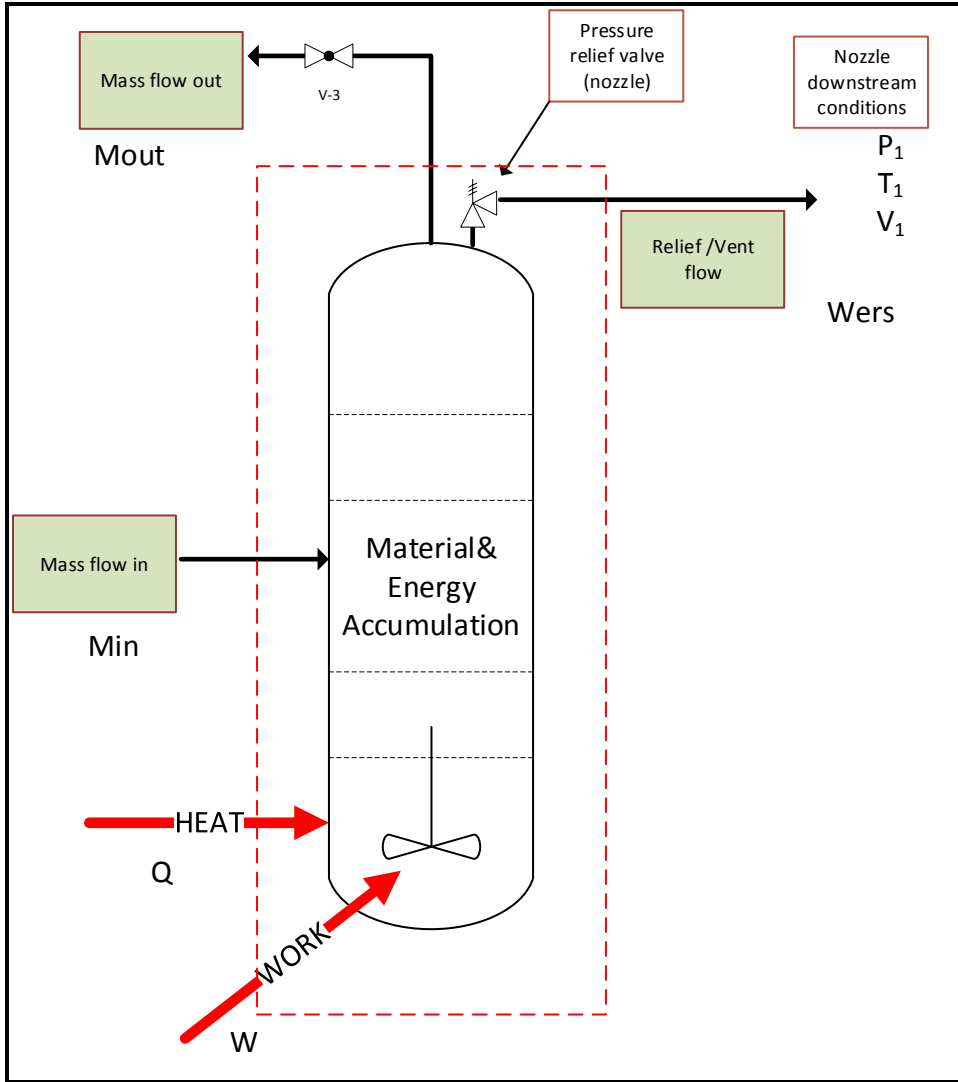 Mass flow out
V-3
Mout
Pressure
relief valve
(nozzle)
Nozzle
downstream
conditions
P₁
T₁
V₁
Relief /Vent
flow
Wers
Mass flow in
Min
Material&
Energy
Accumulation
HEAT
Q
WORK
W